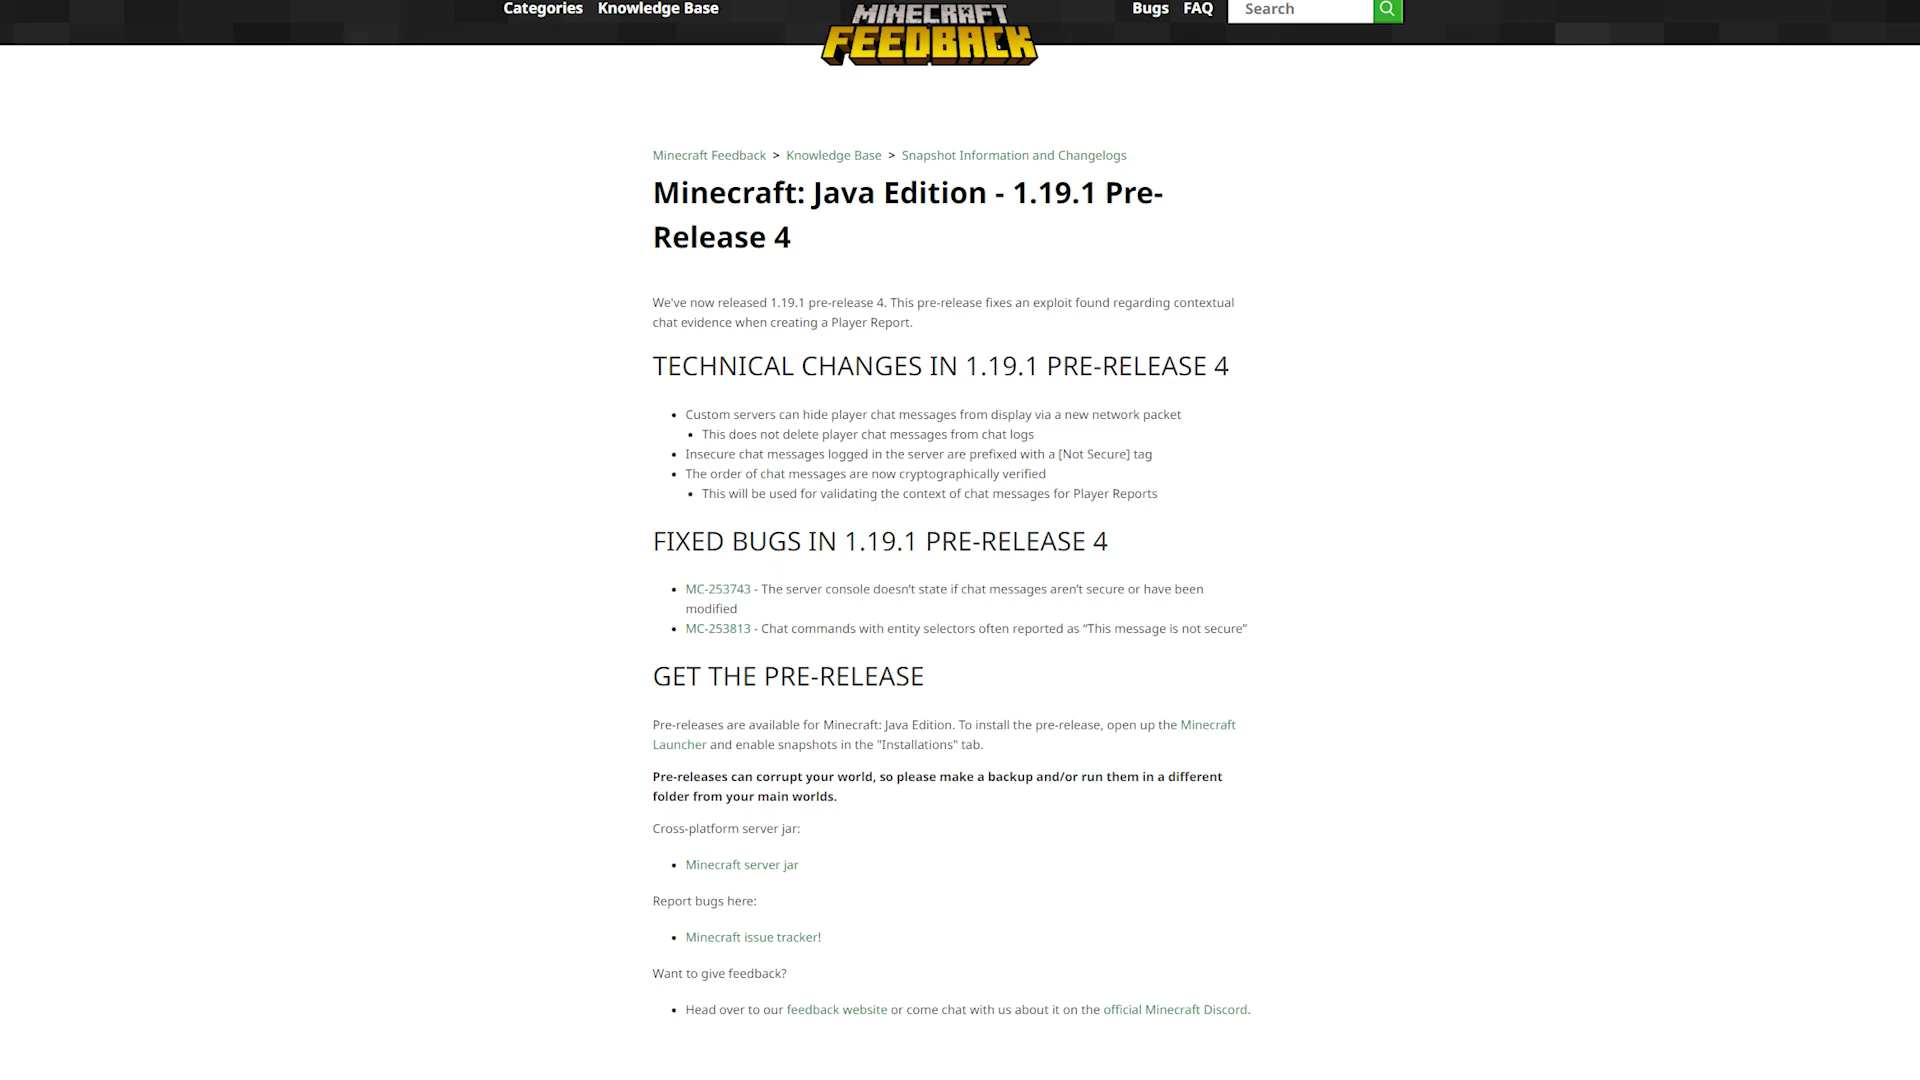 Categories Knowledge Base
MINECRAFT
FEEDBACK
Bugs FAQ Search
Minecraft Feedback > Knowledge Base > Snapshot Information and Changelogs
Minecraft: Java Edition - 1.19.1 Pre-
Release 4
We've now released 1.19.1 pre-release 4. This pre-release fixes an exploit found regarding contextual
chat evidence when creating a Player Report.
TECHNICAL CHANGES IN 1.19.1 PRE-RELEASE 4
• Custom servers can hide player chat messages from display via a new network packet
• This does not delete player chat messages from chat logs
• Insecure chat messages logged in the server are prefixed with a [Not Secure] tag
• The order of chat messages are now cryptographically verified
• This will be used for validating the context of chat messages for Player Reports
FIXED BUGS IN 1.19.1 PRE-RELEASE 4
• MC-253743 - The server console doesn’t state if chat messages aren’t secure or have been
modified
• MC-253813 - Chat commands with entity selectors often reported as “This message is not secure”
GET THE PRE-RELEASE
Pre-releases are available for Minecraft: Java Edition. To install the pre-release, open up the Minecraft
Launcher and enable snapshots in the "Installations" tab.
Pre-releases can corrupt your world, so please make a backup and/or run them in a different
folder from your main worlds.
Cross-platform server jar:
• Minecraft server jar
Report bugs here:
• Minecraft issue tracker!
Want to give feedback?
• Head over to our feedback website or come chat with us about it on the official Minecraft Discord.